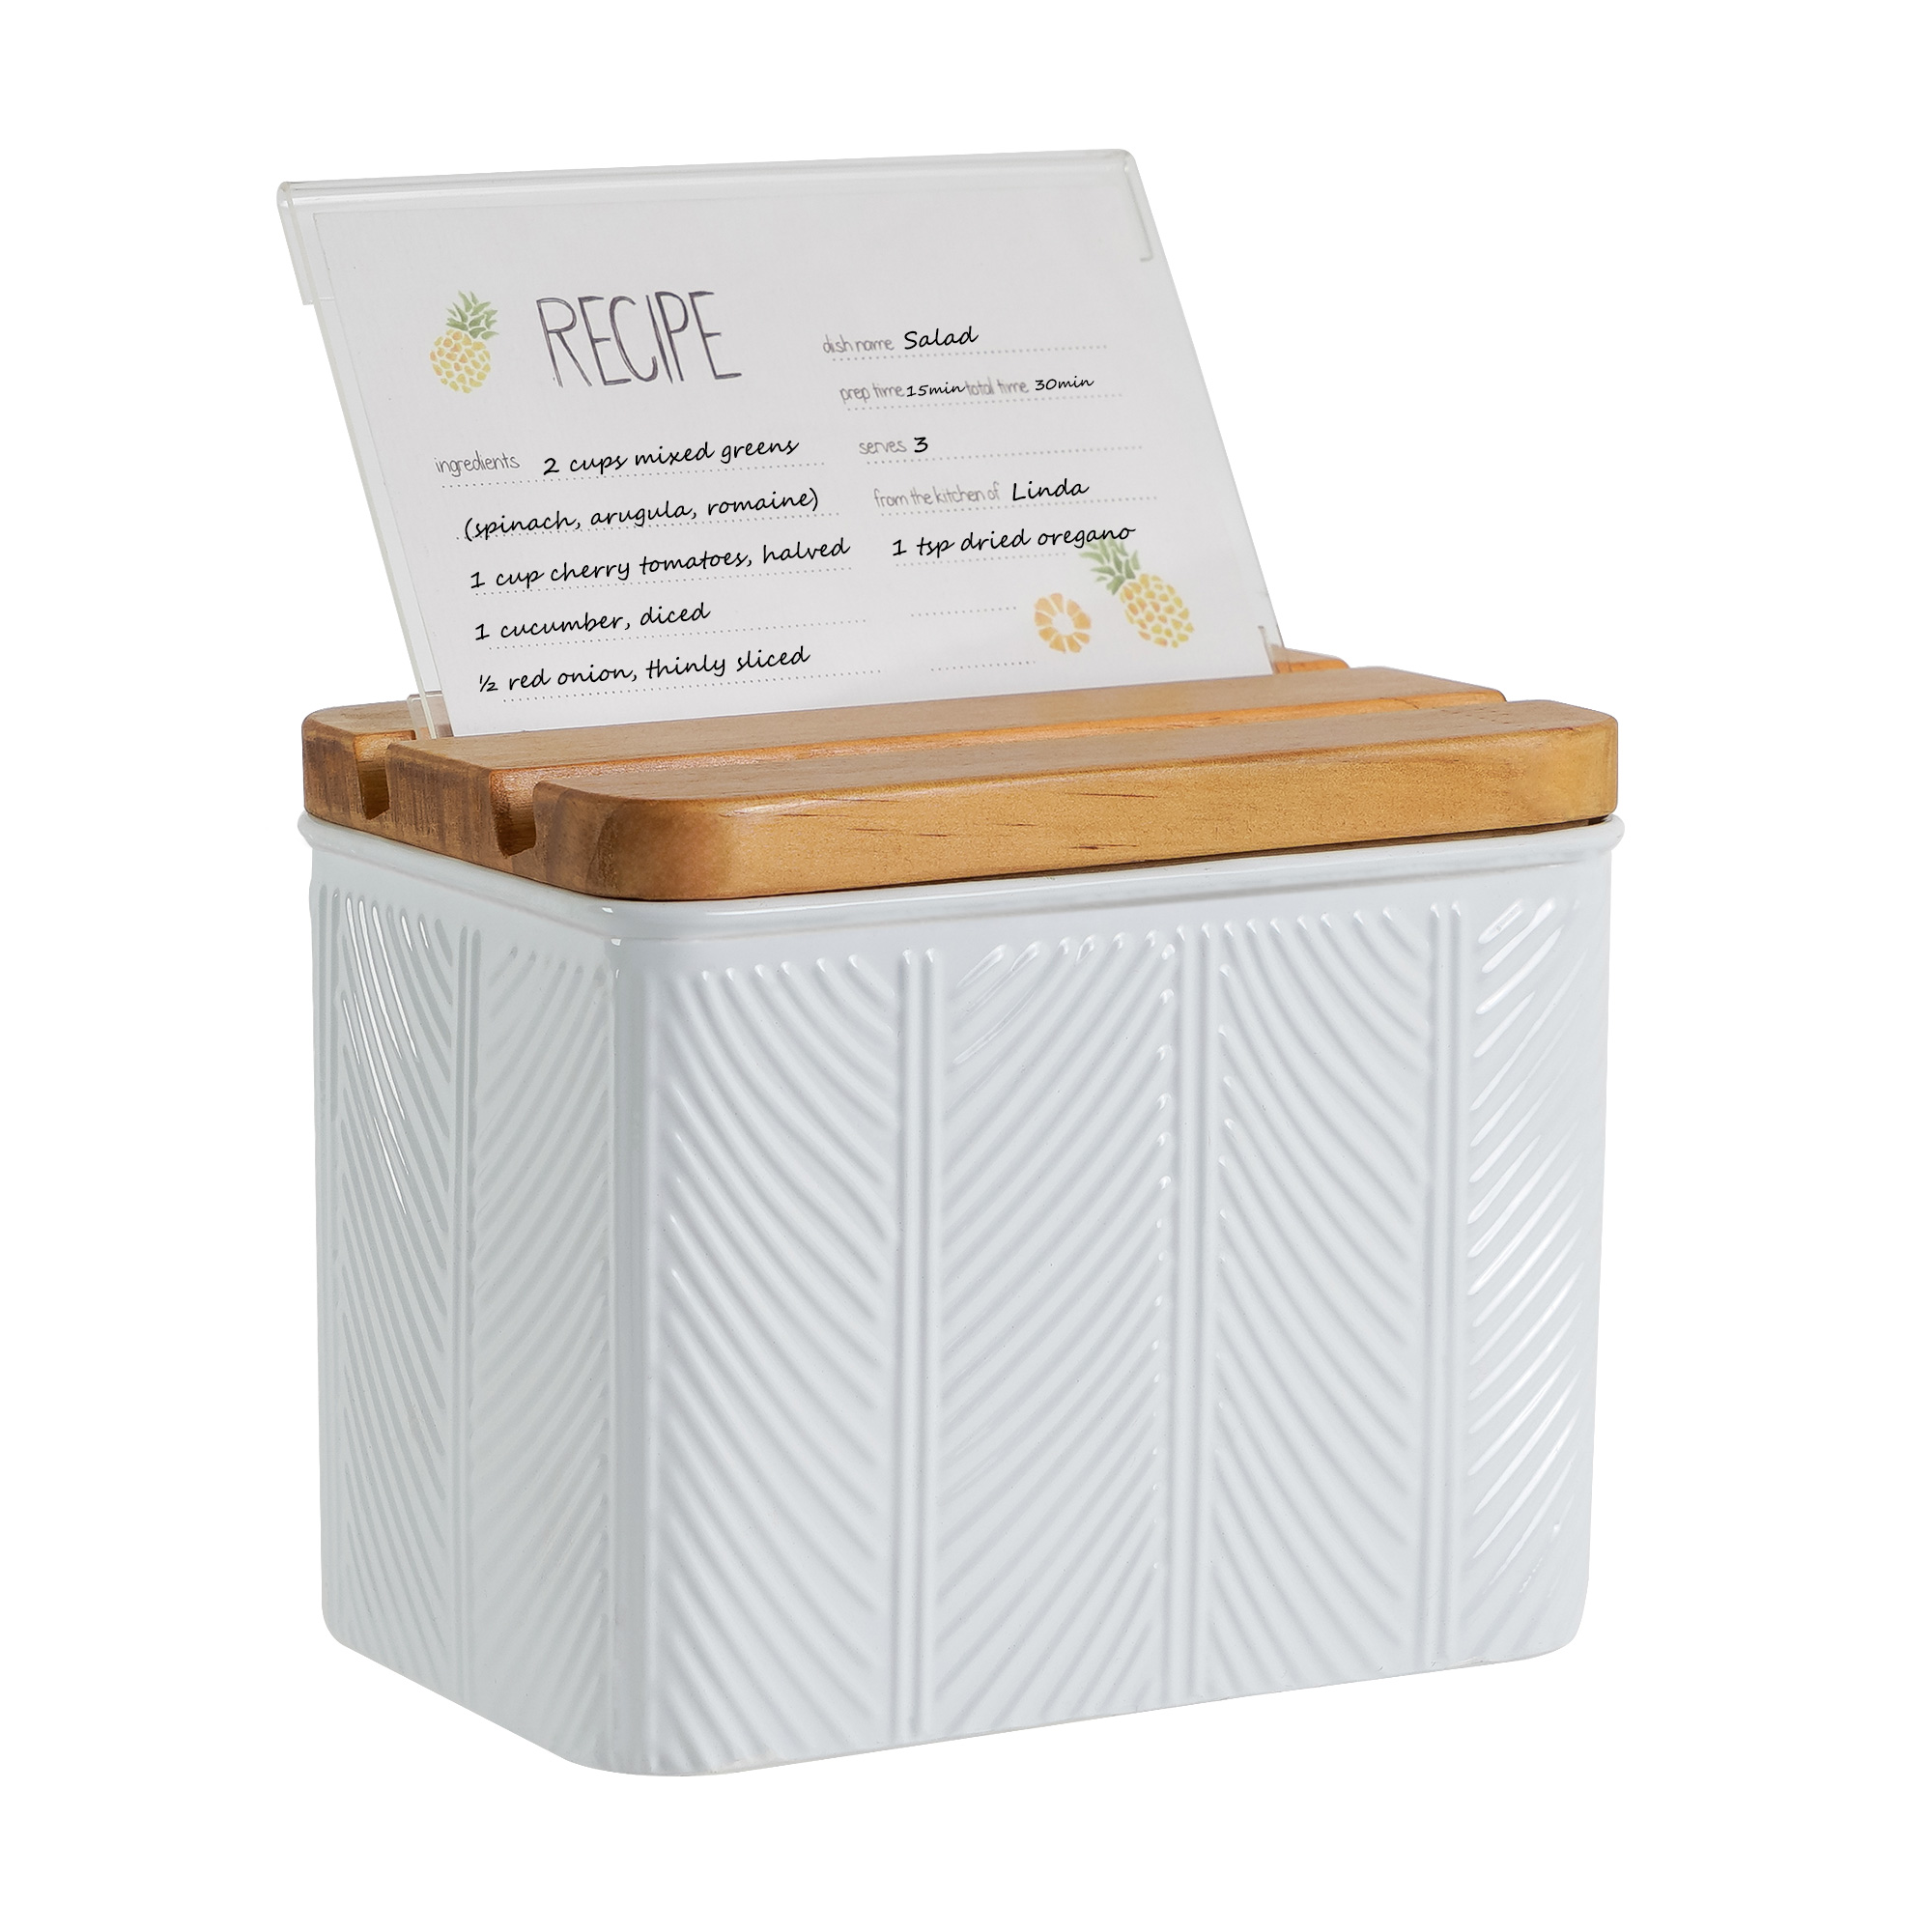 RECIPE
dish name Salad
prep time 15min total time 30min
serves 3
from the kitchen of Linda
ingredients 2 cups mixed greens
(spinach, arugula, romaine)
1 cup cherry tomatoes, halved
1 cucumber, diced
½ red onion, thinly sliced
1 tsp dried oregano